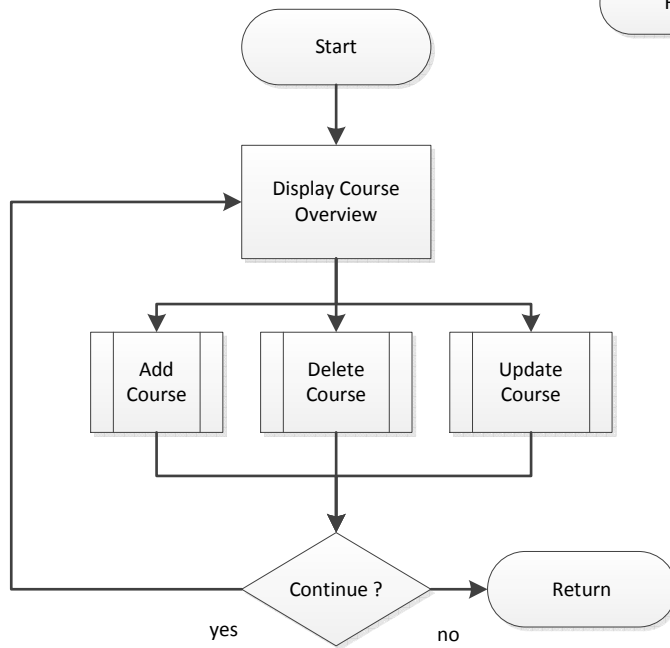 Start
Display Course
Overview
Add
Course
Delete
Course
Update
Course
Continue ?
Return
yes
no